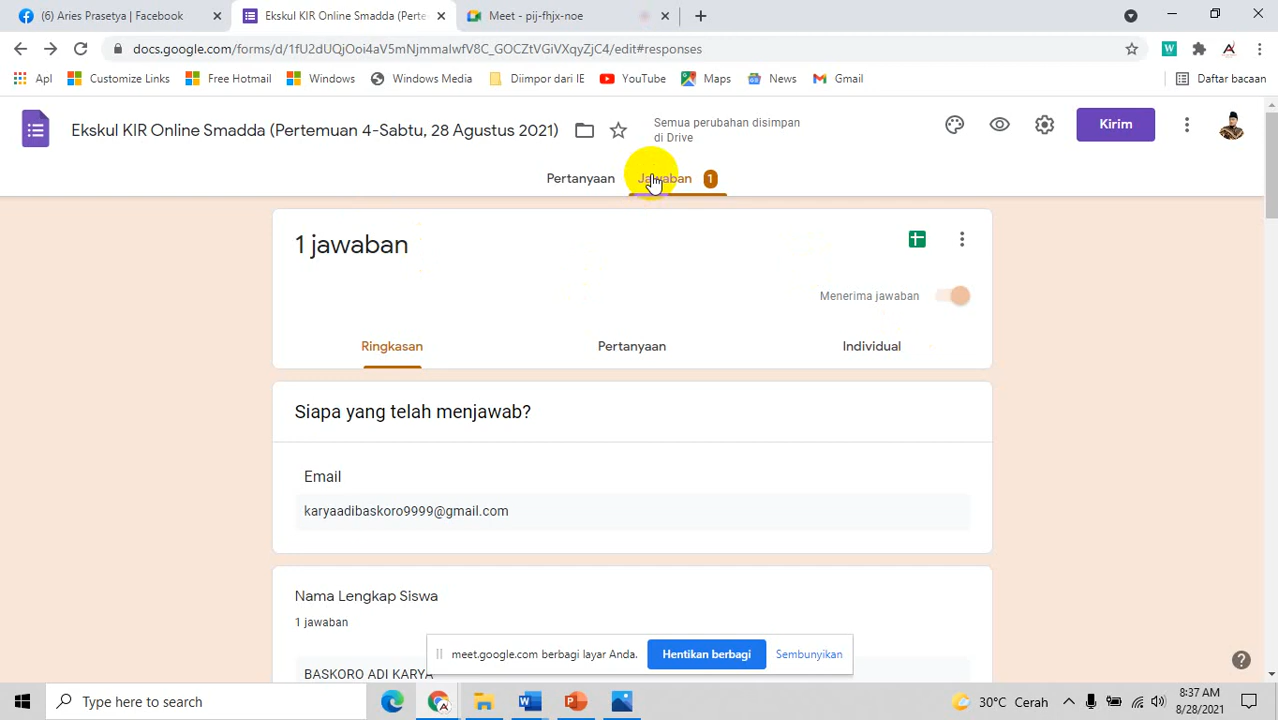 (6) Aries Prasetya | Facebook
Ekskul KIR Online Smadda (Perte
Meet - pij-fhjx-noe
docs.google.com/forms/d/1fU2dUQjOoi4aV5mNjmmaIwfV8C_GOCZtVGiVXqyZjC4/edit#responses
Apl
Customize Links
Free Hotmail
Windows
Windows Media
Diimpor dari IE
YouTube
Maps
News
Gmail
Daftar bacaan
Ekskul KIR Online Smadda (Pertemuan 4-Sabtu, 28 Agustus 2021)
Semua perubahan disimpan
di Drive
Kirim
Pertanyaan
Jawaban 1
1 jawaban
Menerima jawaban
Ringkasan
Pertanyaan
Individual
Siapa yang telah menjawab?
Email
karyaadibaskoro9999@gmail.com
Nama Lengkap Siswa
1 jawaban
BASKORO ADI KARYA
meet.google.com berbagi layar Anda.
Hentikan berbagi
Sembunyikan
Type here to search
30°C Cerah
8:37 AM
8/28/2021